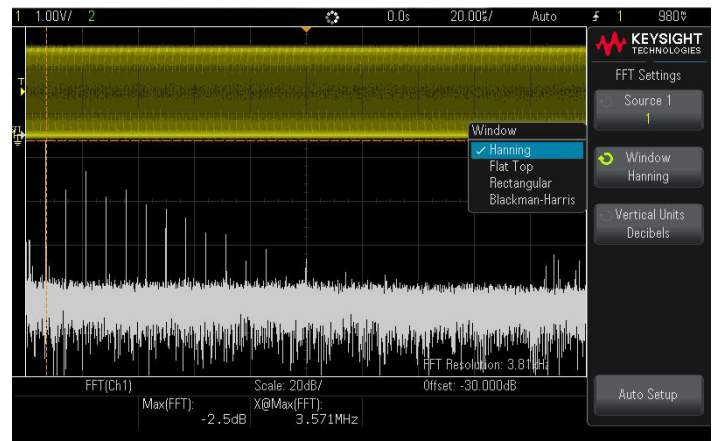 1 1.00V/ 2 0.0s 20.00s/ Auto 1 980
KEYSIGHT
TECHNOLOGIES
FFT Settings
Source 1
1
T
Window
Hanning
Flat Top
Rectangular
Blackman-Harris
Window
Hanning
Vertical Units
Decibels
FFT Resolution: 3.81
FFT(Ch1) Scale: 20dB/ Offset: -30.000dB
Max(FFT): X@Max(FFT):
-2.5dB 3.571MHz
Auto Setup